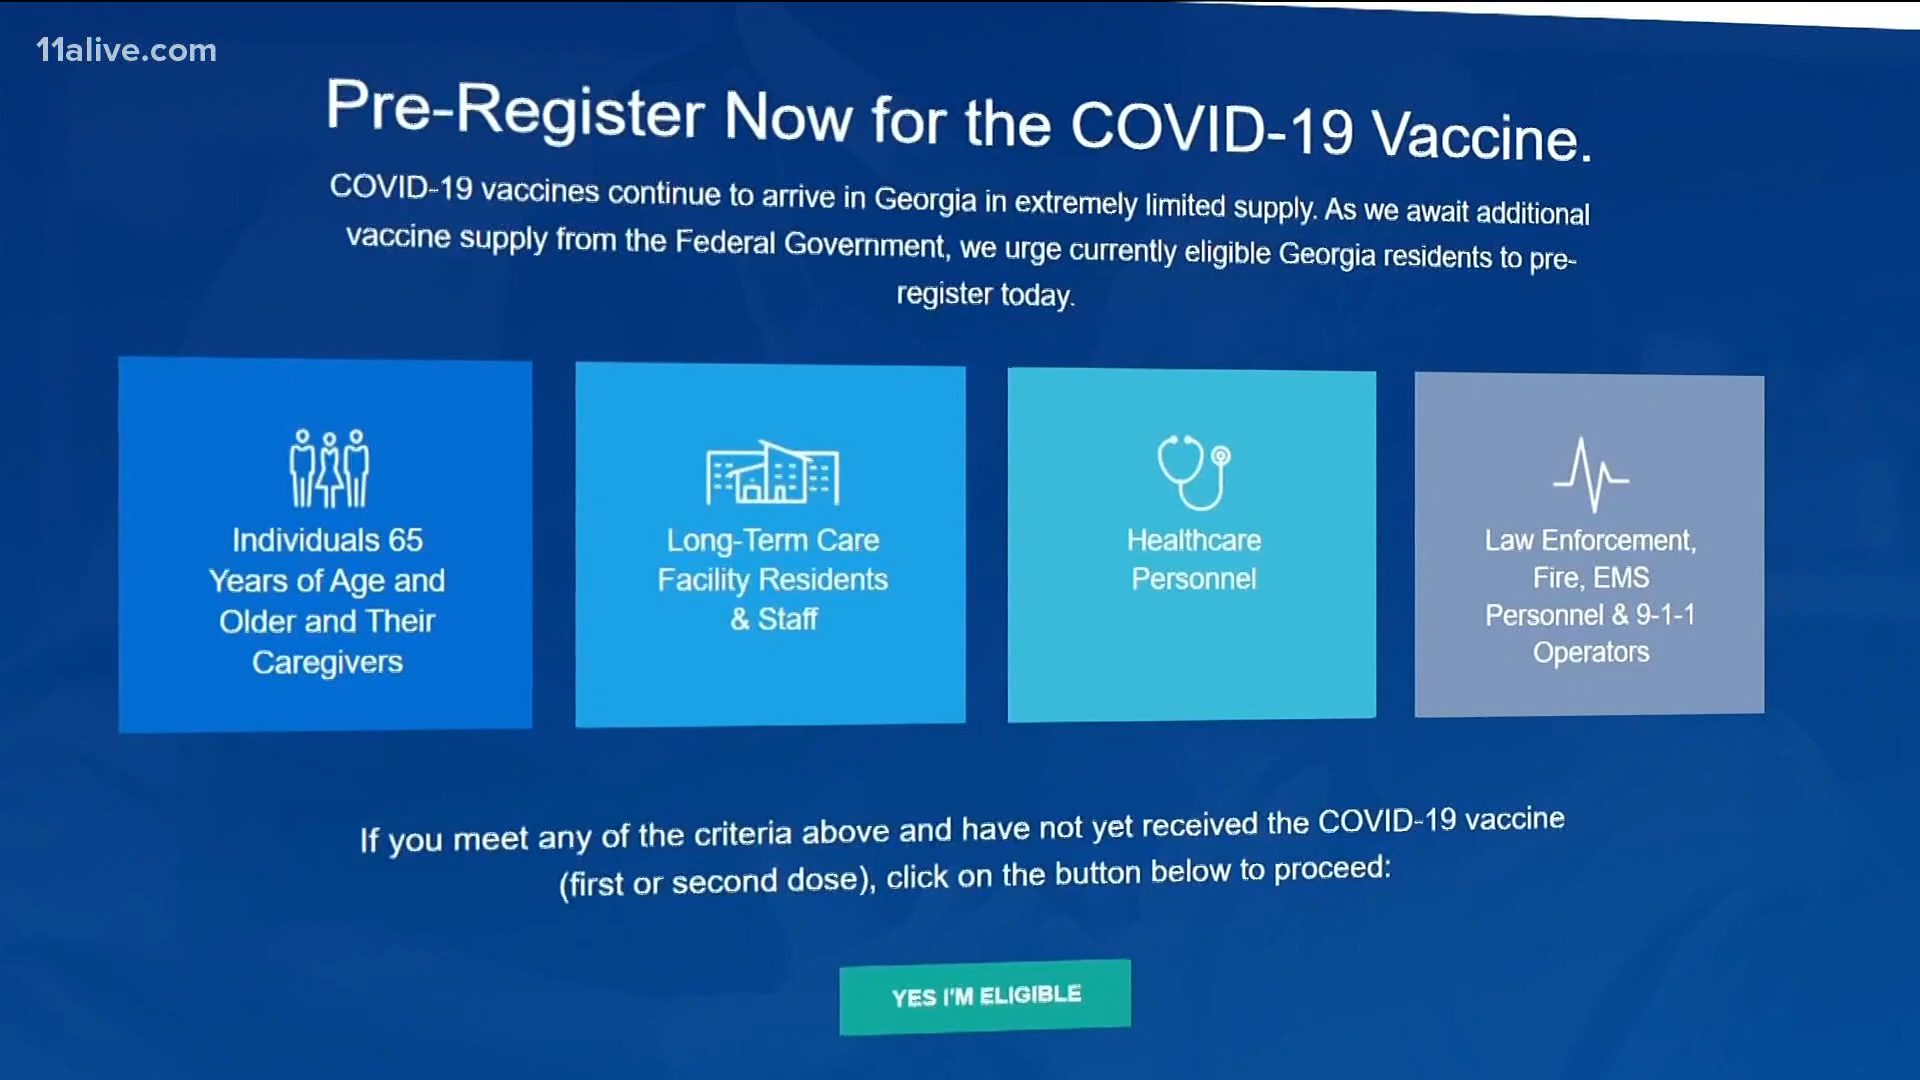 11alive.com
Pre-Register Now for the COVID-19 Vaccine.
COVID-19 vaccines continue to arrive in Georgia in extremely limited supply. As we await additional
vaccine supply from the Federal Government, we urge currently eligible Georgia residents to pre-
register today.
Individuals 65
Years of Age and
Older and Their
Caregivers
Long-Term Care
Facility Residents
& Staff
Healthcare
Personnel
Law Enforcement,
Fire, EMS
Personnel & 9-1-1
Operators
If you meet any of the criteria above and have not yet received the COVID-19 vaccine
(first or second dose), click on the button below to proceed:
YES I'M ELIGIBLE